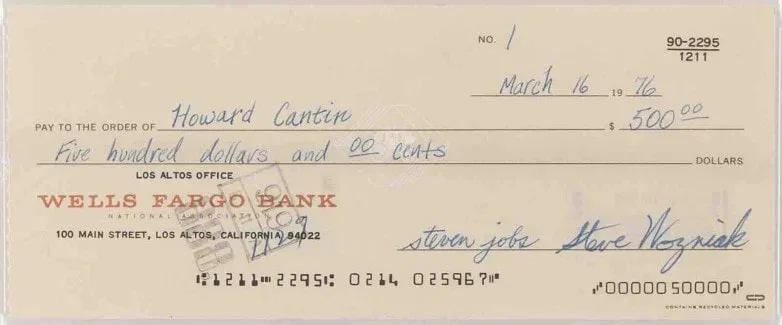 NO. 1
90-2295
1211
March 16 1976
PAY TO THE ORDER OF Howard Cantin $ 500 00
Five hundred dollars and 00 cents DOLLARS
LOS ALTOS OFFICE
WELLS FARGO BANK
NATIONAL ASSOCIATION
100 MAIN STREET, LOS ALTOS, CALIFORNIA 94022
steven jobs Steve Wozniak
⑆1211⑉2295⑆ 0214 025967⑈ ⑈0000050000⑈
CONTAINS RECYCLED MATERIALS